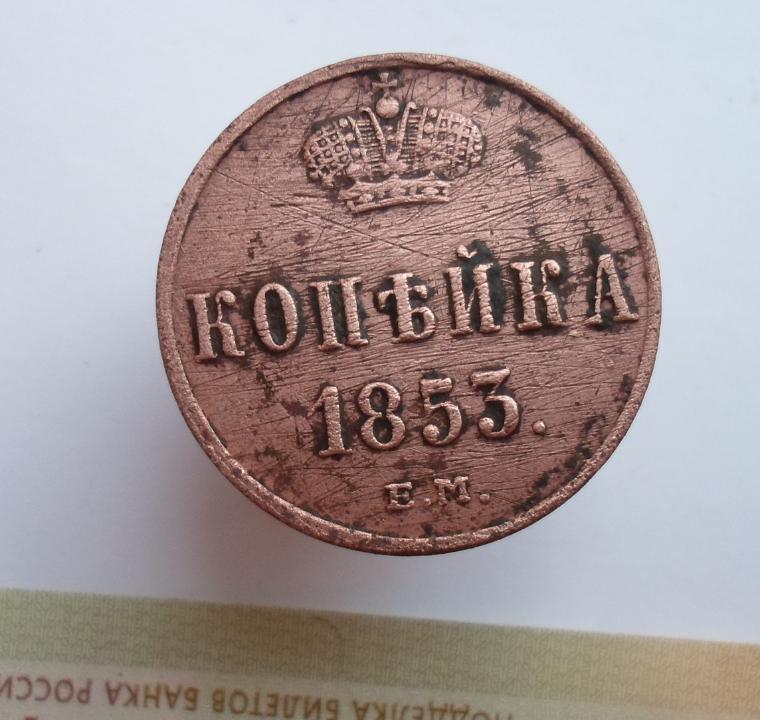 КОПѢЙКА
1853.
Е.М.
ПОДДЕЛКА БИЛЕТОВ БАНКА РОССИ